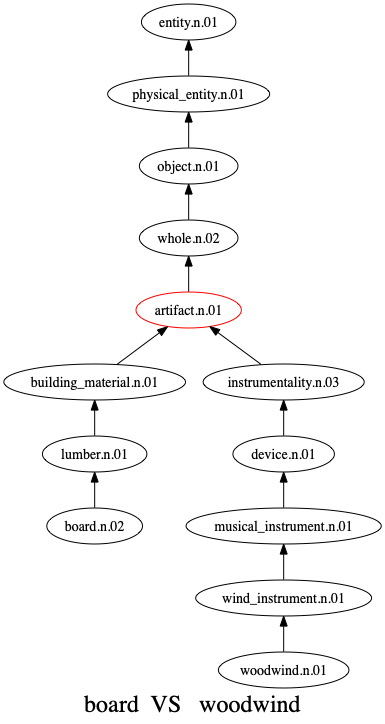 entity.n.01
physical_entity.n.01
object.n.01
whole.n.02
artifact.n.01
building_material.n.01
instrumentality.n.03
lumber.n.01
device.n.01
board.n.02
musical_instrument.n.01
wind_instrument.n.01
woodwind.n.01
board VS woodwind